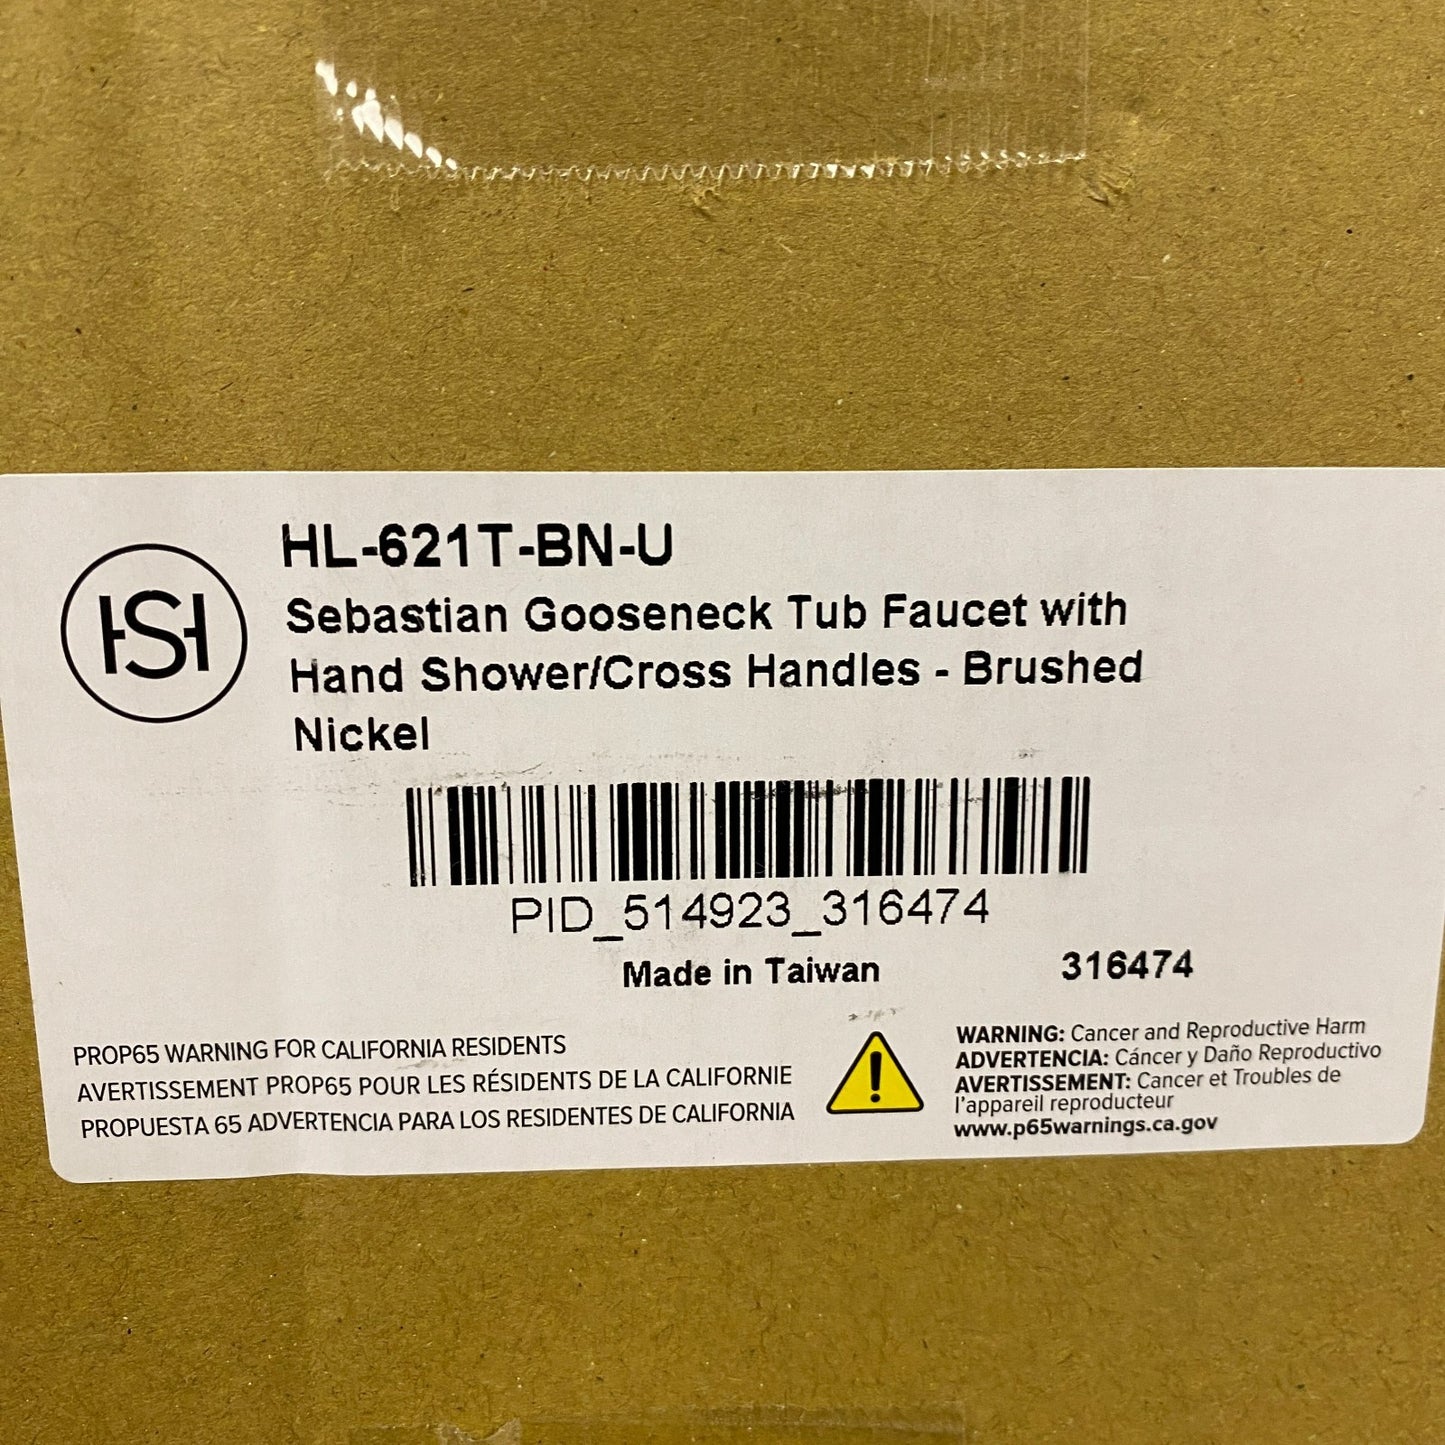 HSH
HL-621T-BN-U
Sebastian Gooseneck Tub Faucet with
Hand Shower/Cross Handles - Brushed
Nickel
PID_514923_316474
Made in Taiwan
316474
PROP65 WARNING FOR CALIFORNIA RESIDENTS
AVERTISSEMENT PROP65 POUR LES RÉSIDENTS DE LA CALIFORNIE
PROPUESTA 65 ADVERTENCIA PARA LOS RESIDENTES DE CALIFORNIA
WARNING: Cancer and Reproductive Harm
ADVERTENCIA: Cáncer y Daño Reproductivo
AVERTISSEMENT: Cancer et Troubles de
l'appareil reproducteur
www.p65warnings.ca.gov